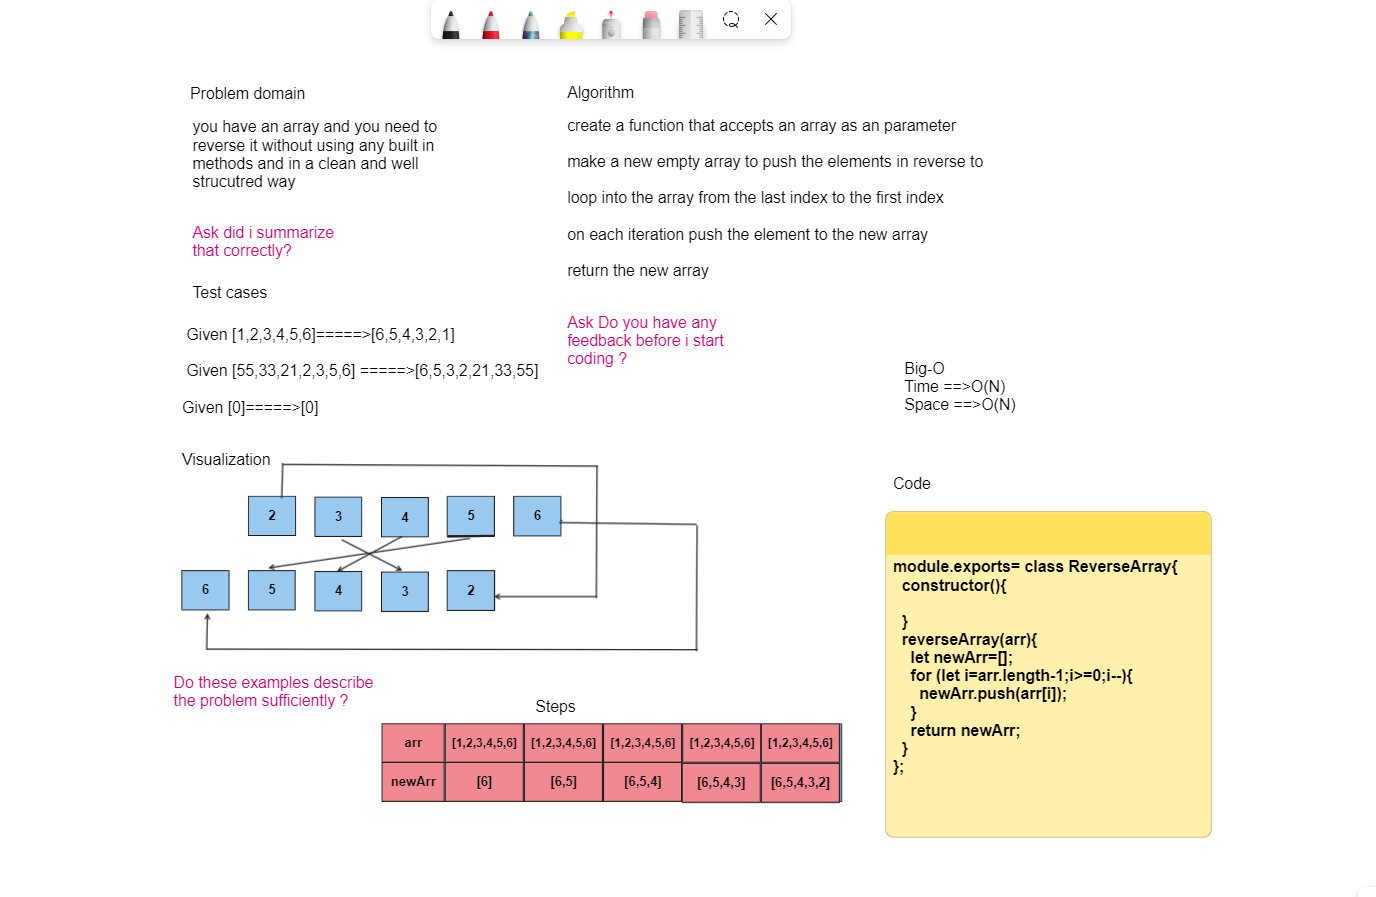 Problem domain
you have an array and you need to
reverse it without using any built in
methods and in a clean and well
strucutred way
Ask did i summarize
that correctly?
Test cases
Given [1,2,3,4,5,6]=====>[6,5,4,3,2,1]
Given [55,33,21,2,3,5,6] =====>[6,5,3,2,21,33,55]
Given [0]=====>[0]
Algorithm
create a function that accepts an array as an parameter
make a new empty array to push the elements in reverse to
loop into the array from the last index to the first index
on each iteration push the element to the new array
return the new array
Ask Do you have any
feedback before i start
coding ?
Big-O
Time ==>O(N)
Space ==>O(N)
Visualization
2 3 4 5 6
6 5 4 3 2
Do these examples describe
the problem sufficiently ?
Steps
arr [1,2,3,4,5,6] [1,2,3,4,5,6] [1,2,3,4,5,6] [1,2,3,4,5,6] [1,2,3,4,5,6]
newArr [6] [6,5] [6,5,4] [6,5,4,3] [6,5,4,3,2]
Code
module.exports= class ReverseArray{
constructor(){
}
reverseArray(arr){
let newArr=[];
for (let i=arr.length-1;i>=0;i--){
newArr.push(arr[i]);
}
return newArr;
}
};